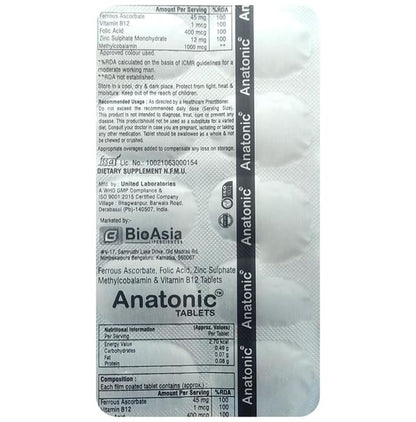 Amount Per Serving %RDA
Ferrous Ascorbate 45 mg 100
Vitamin B12 1 mcg 100
Folic Acid 400 mcg 100
Zinc Sulphate Monohydrate 12 mg 100
Methylcobalamin 1000 mcg **
Approved colour used.
*%RDA calculated on the basis of ICMR guidelines for a
moderate working man.
**RDA not established.
Store in a cool, dry & dark place. Protect from light, heat &
moisture. Keep out of the reach of children.
Recommended Usage : As directed by a Healthcare Practitioner.
Do not exceed the recommended daily dose (Serving Size).
This product is not intended to diagnose, treat, cure or prevent any
disease. This product should not be used as a substitute for a varied
diet. Consult your doctor in case you are pregnant, lactating or taking
any other medication. Tablet should be swallowed as a whole & not
be chewed or crushed.
Appropriate overages added to compensate any loss on storage.
fssai Lic. No.: 10021063000154
DIETARY SUPPLEMENT N.F.M.U.
Mfd. by : United Laboratories
A WHO GMP Compliance &
ISO 9001:2015 Certified Company
Village : Bhagwanpur, Barwala Road,
Derabassi (Pb)-140507, India.
Marketed by:-
BioAsia
LIFESCIENCES
Ferrous Ascorbate, Folic Acid, Zinc Sulphate
Methylcobalamin & Vitamin B12 Tablets
Anatonic™
TABLETS
Nutritional Information (Approx. Values)
Per Serving Per Tablet
Energy Value 2.70 kcal
Carbohydrates 0.49 g
Fat 0.07 g
Protein 0.08 g
Composition :
Each film coated tablet contains (approx.)
Amount Per Serving %RDA
Ferrous Ascorbate 45 mg 100
Vitamin B12 1 mcg 100
Acid 400 mcg 100
Anatonic™
Anatonic™
Anatonic™
Anatonic™
Anatonic™